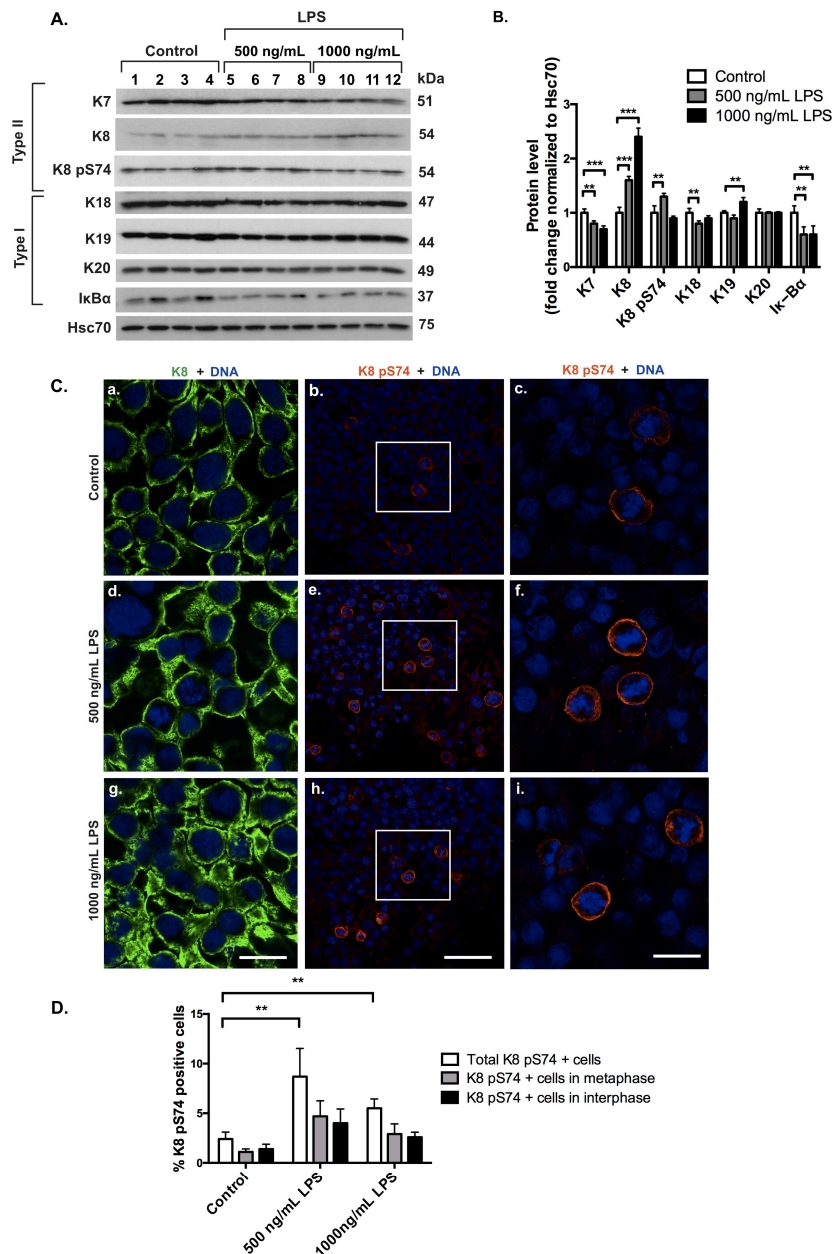 A.
LPS
Control 500 ng/mL 1000 ng/mL
1 2 3 4 5 6 7 8 9 10 11 12 kDa
Type II
K7 51
K8 54
K8 pS74 54
Type I
K18 47
K19 44
K20 49
IκBα 37
Hsc70 75
B.
Control
500 ng/mL LPS
1000 ng/mL LPS
Protein level
(fold change normalized to Hsc70)
3
2
1
0
*** ** *** *** ** ** ** ** **
K7 K8 K8 pS74 K18 K19 K20 Iκ–Bα
C.
K8 + DNA K8 pS74 + DNA K8 pS74 + DNA
Control
a. b. c.
500 ng/mL LPS
d. e. f.
1000 ng/mL LPS
g. h. i.
D.
% K8 pS74 positive cells
15
10
5
0
**
**
Total K8 pS74 + cells
K8 pS74 + cells in metaphase
K8 pS74 + cells in interphase
Control 500 ng/mL LPS 1000ng/mL LPS